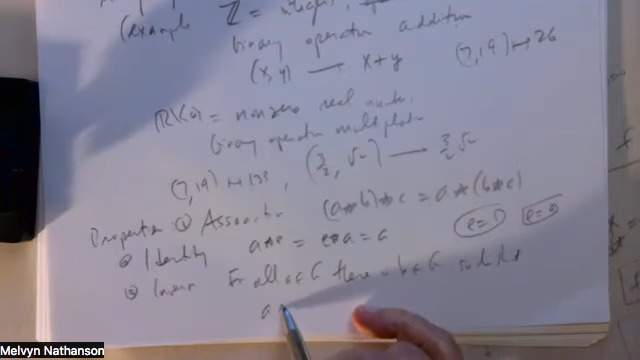 (example Z = integers,
binary operation addition
(x, y) → x+y (7, 19) ↦ 26
R\{0} = nonzero real numbers,
binary operation multiplication
(7, 19) ↦ 133, (3/2, √2) → 3/2 √2
Properties ① Associativ (a*b)*c = a*(b*c)
② Identity a*e = e*a = a e=1 e=0
③ Inverse For all a∈G there is b∈G such that
a
Melvyn Nathanson